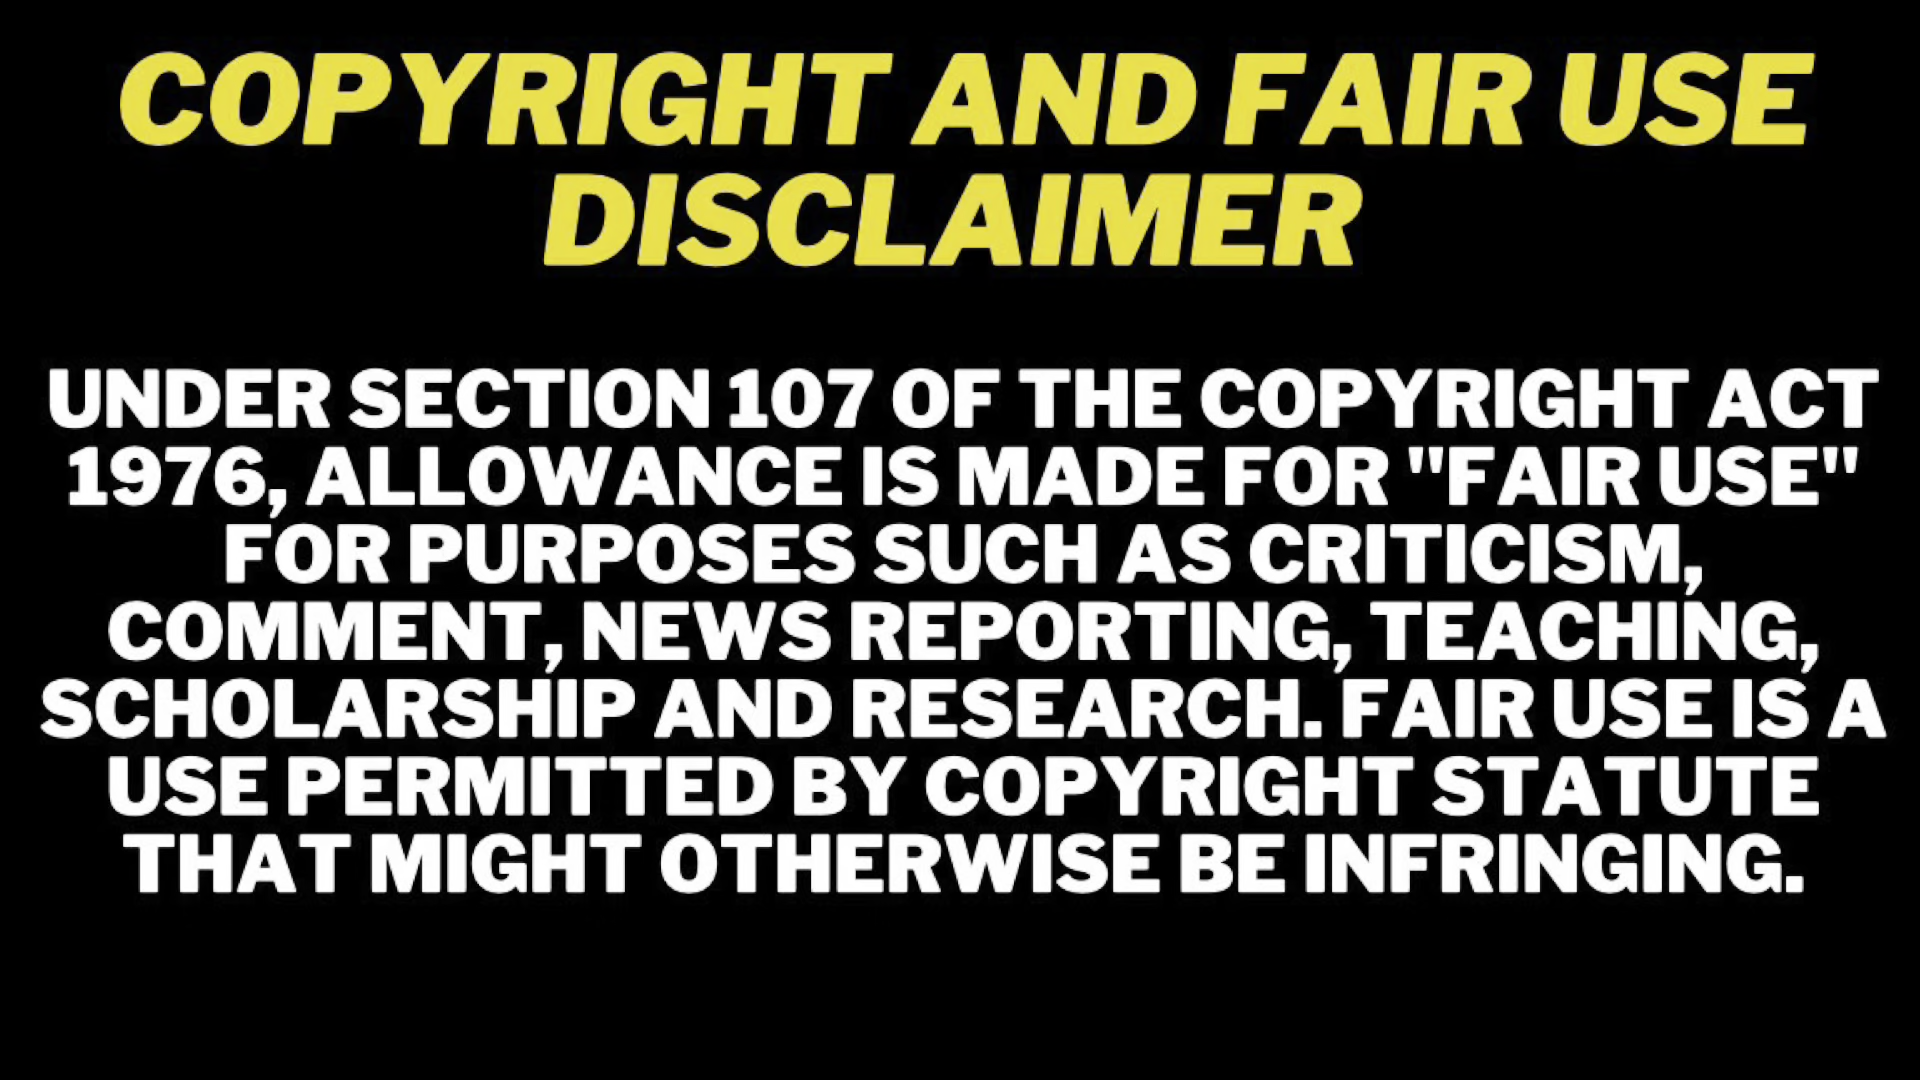 COPYRIGHT AND FAIR USE
DISCLAIMER
UNDER SECTION 107 OF THE COPYRIGHT ACT
1976, ALLOWANCE IS MADE FOR "FAIR USE"
FOR PURPOSES SUCH AS CRITICISM,
COMMENT, NEWS REPORTING, TEACHING,
SCHOLARSHIP AND RESEARCH. FAIR USE IS A
USE PERMITTED BY COPYRIGHT STATUTE
THAT MIGHT OTHERWISE BE INFRINGING.